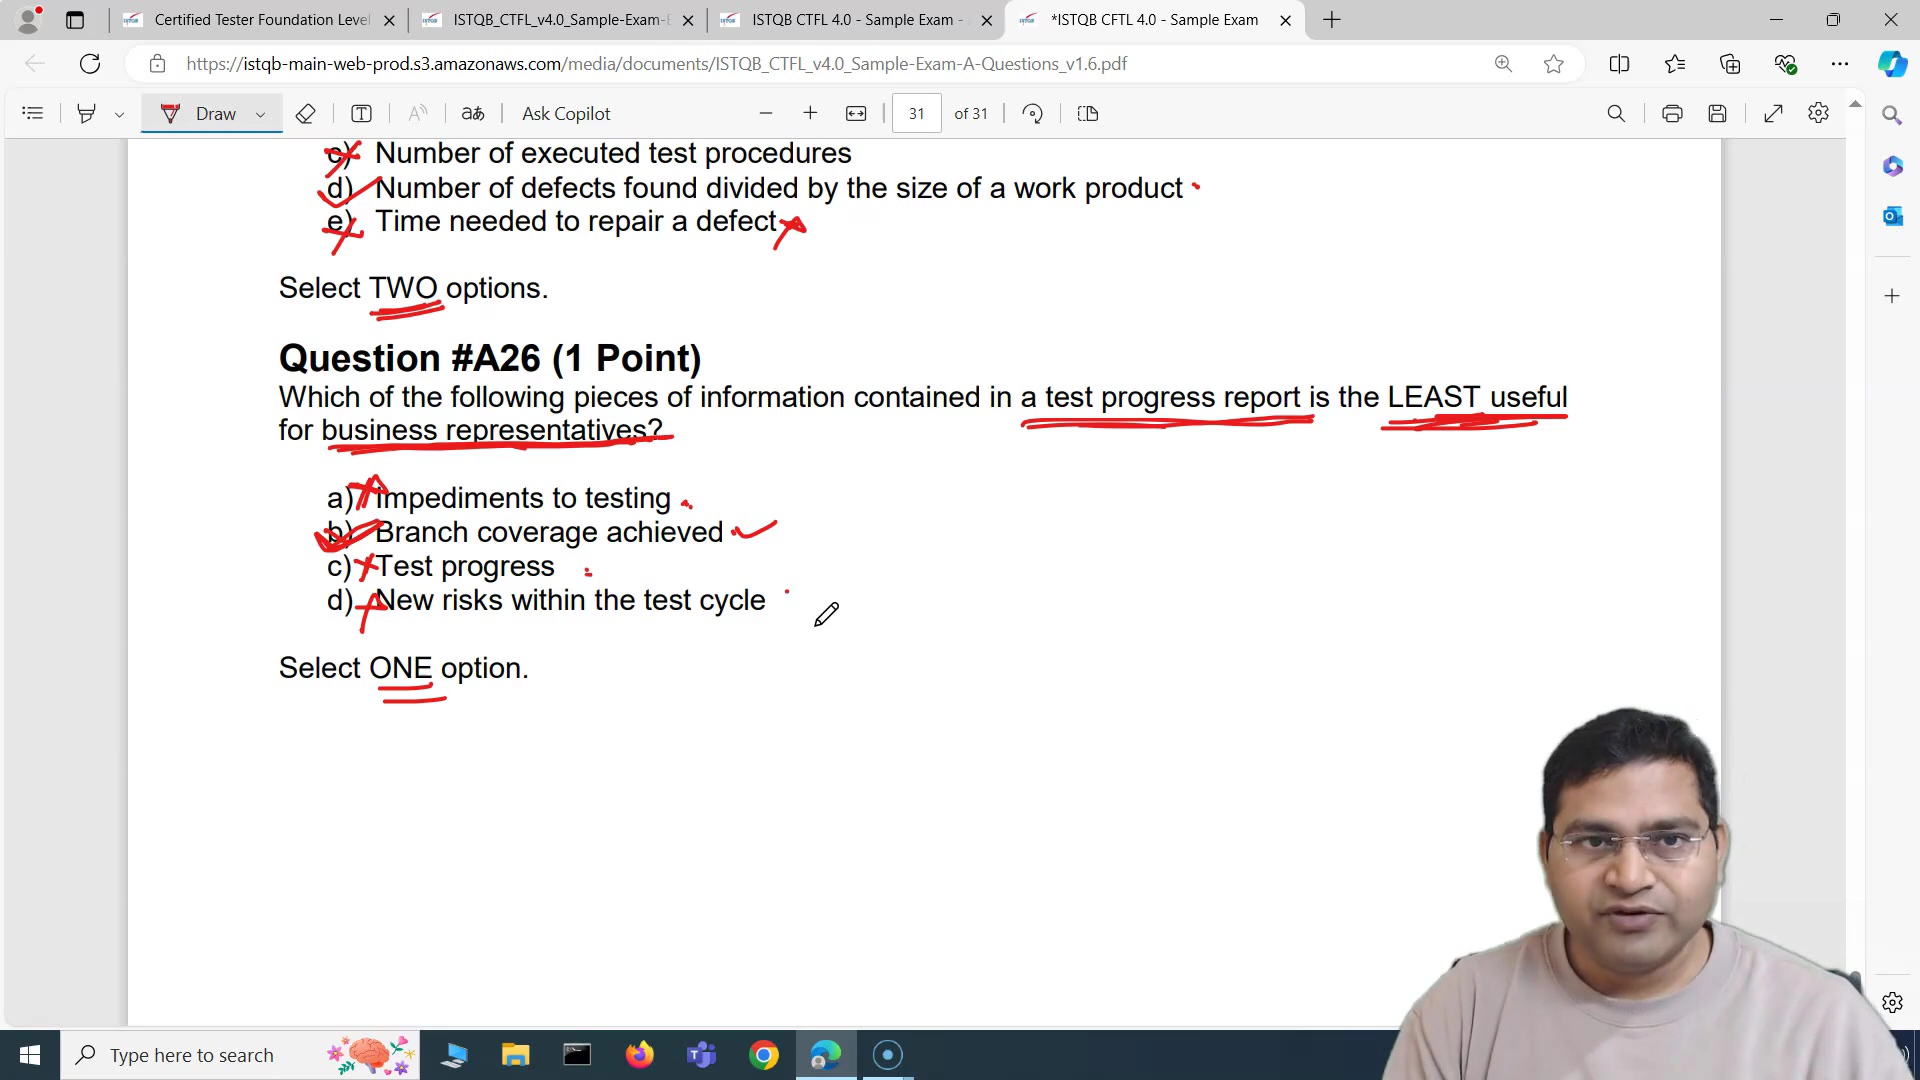 Certified Tester Foundation Level
ISTQB_CTFL_v4.0_Sample-Exam-E
ISTQB CTFL 4.0 - Sample Exam -
*ISTQB CFTL 4.0 - Sample Exam
https://istqb-main-web-prod.s3.amazonaws.com/media/documents/ISTQB_CTFL_v4.0_Sample-Exam-A-Questions_v1.6.pdf
Draw
aあ
Ask Copilot
31 of 31
c) Number of executed test procedures
d) Number of defects found divided by the size of a work product
e) Time needed to repair a defect
Select TWO options.
Question #A26 (1 Point)
Which of the following pieces of information contained in a test progress report is the LEAST useful
for business representatives?
a) Impediments to testing
b) Branch coverage achieved
c) Test progress
d) New risks within the test cycle
Select ONE option.
Type here to search